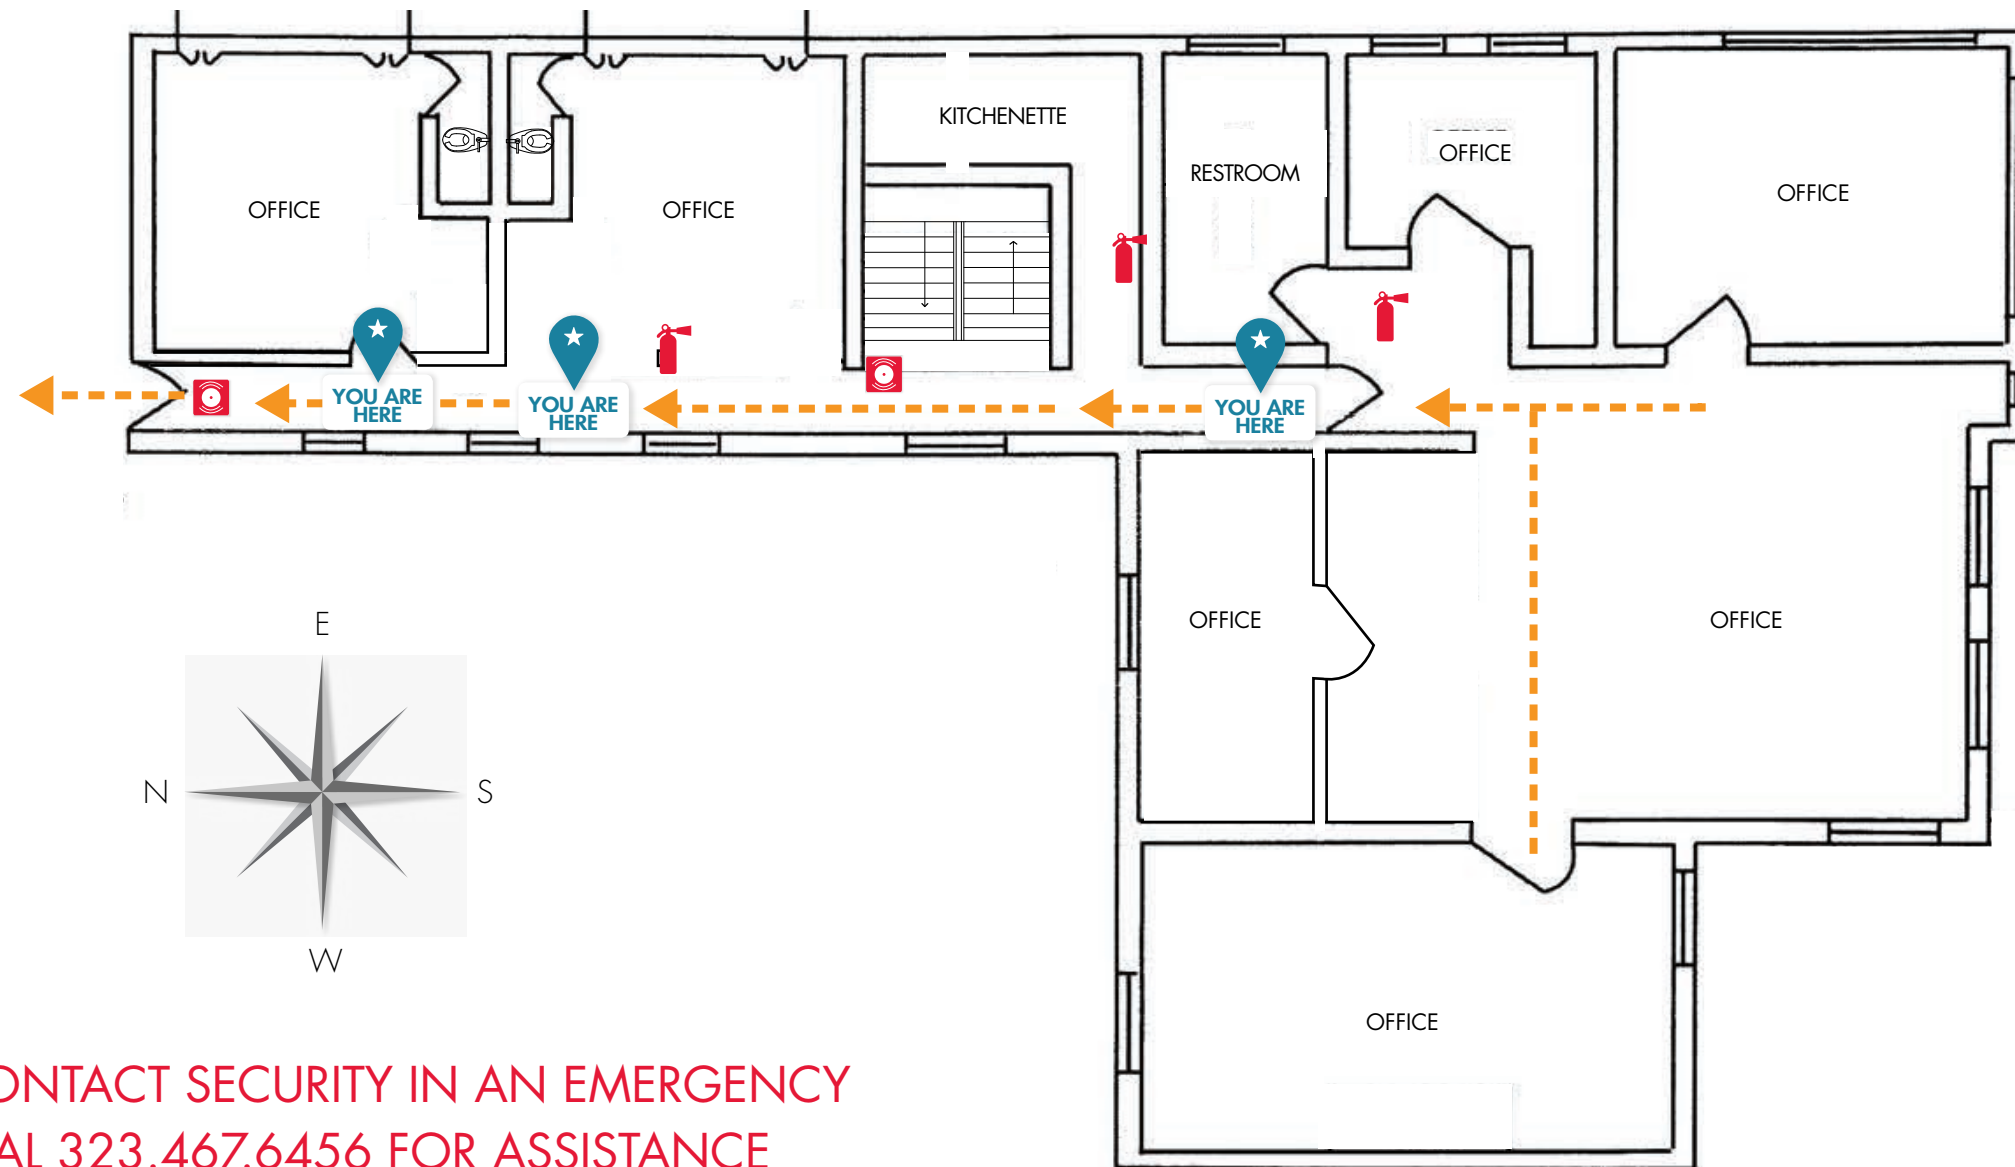 KITCHENETTE
OFFICE
RESTROOM
OFFICE
OFFICE
OFFICE
OFFICE
YOU ARE
HERE
YOU ARE
HERE
YOU ARE
HERE
OFFICE
OFFICE
E
N
S
W
OFFICE
ONTACT SECURITY IN AN EMERGENCY
AL 323.467.6456 FOR ASSISTANCE